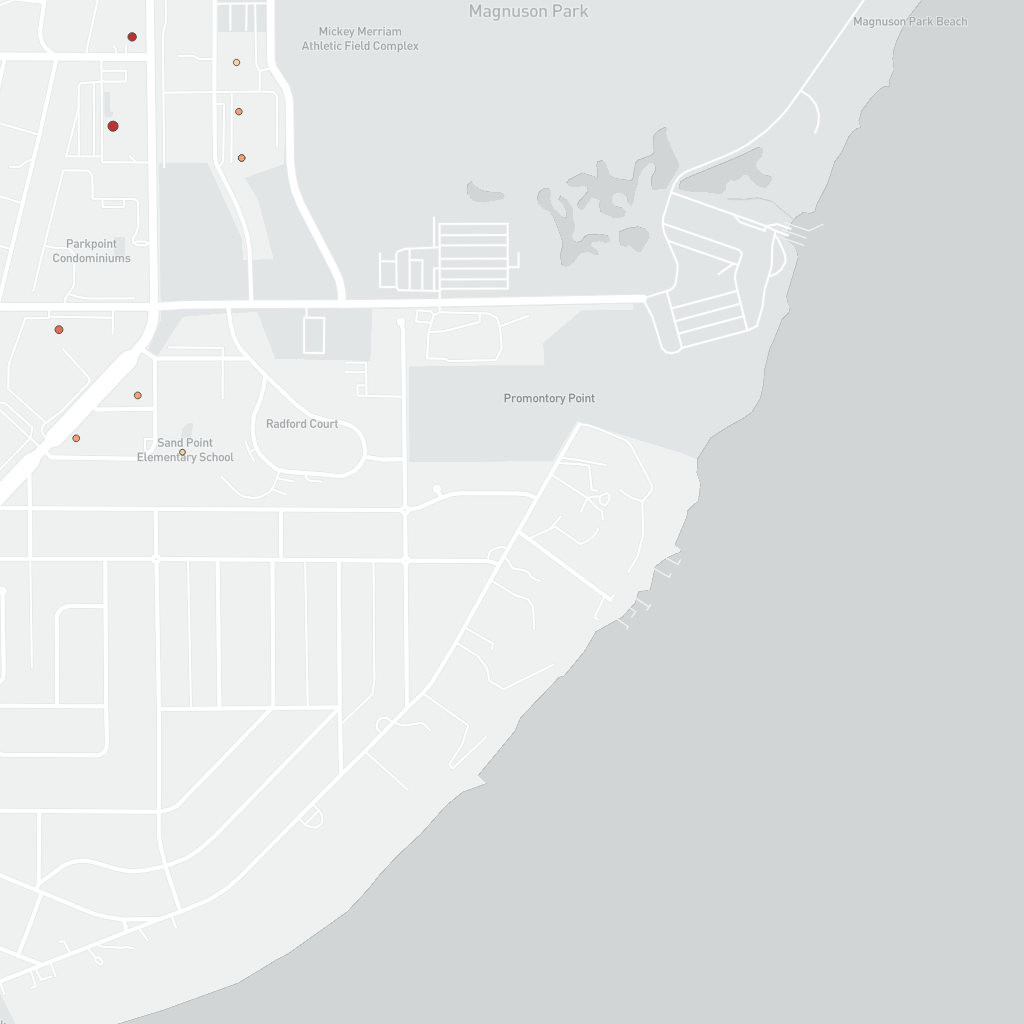 Magnuson Park
Magnuson Park Beach
Mickey Merriam
Athletic Field Complex
Parkpoint
Condominiums
Promontory Point
Radford Court
Sand Point
Elementary School